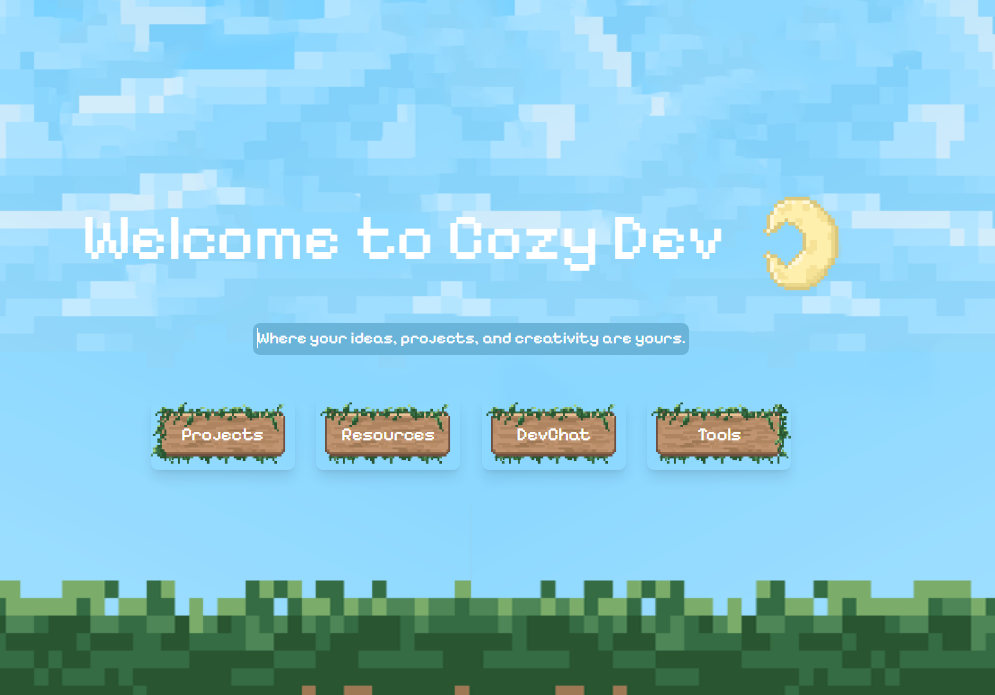 Welcome to Cozy Dev
Where your ideas, projects, and creativity are yours.
Projects
Resources
DevChat
Tools